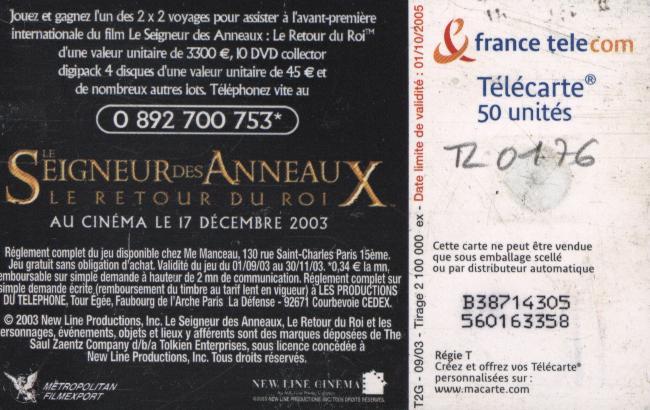 Jouez et gagnez l'un des 2 x 2 voyages pour assister à l'avant-première
internationale du film Le Seigneur des Anneaux : Le Retour du Roi™
d'une valeur unitaire de 3300 €, 10 DVD collector
digipack 4 disques d'une valeur unitaire de 45 € et
de nombreux autres lots. Téléphonez vite au
0 892 700 753*
LE
SEIGNEUR DES ANNEAUX
LE RETOUR DU ROI
AU CINÉMA LE 17 DÉCEMBRE 2003
Réglement complet du jeu disponible chez Me Manceau, 130 rue Saint-Charles Paris 15ème.
Jeu gratuit sans obligation d'achat. Validité du jeu du 01/09/03 au 30/11/03. *0,34 € la mn,
emboursable sur simple demande à hauteur de 2 mn de communication. Réglement complet sur
simple demande écrite (remboursement du timbre au tarif lent en vigueur) à LES PRODUCTIONS
DU TELEPHONE, Tour Egée, Faubourg de l'Arche Paris La Défense - 92671 Courbevoie CEDEX.
© 2003 New Line Productions, Inc. Le Seigneur des Anneaux, Le Retour du Roi et les
ersonnages, événements, objets et lieux y afférents sont des marques déposées de The
Saul Zaentz Company d/b/a Tolkien Enterprises, sous licence concédée à
New Line Productions, Inc. Tous droits réservés.
METROPOLITAN
FILMEXPORT
NEW LINE CINEMA
©2003 NEW LINE PRODUCTIONS INC. TOUS DROITS RÉSERVÉS.
T2G - 09/03 - Tirage 2 100 000 ex - Date limite de validité : 01/10/2005
france telecom
Télécarte®
50 unités
TL 0176
Cette carte ne peut être vendue
que sous emballage scellé
ou par distributeur automatique
B38714305
560163358
Régie T
Créez et offrez vos Télécarte®
personnalisées sur :
www.macarte.com